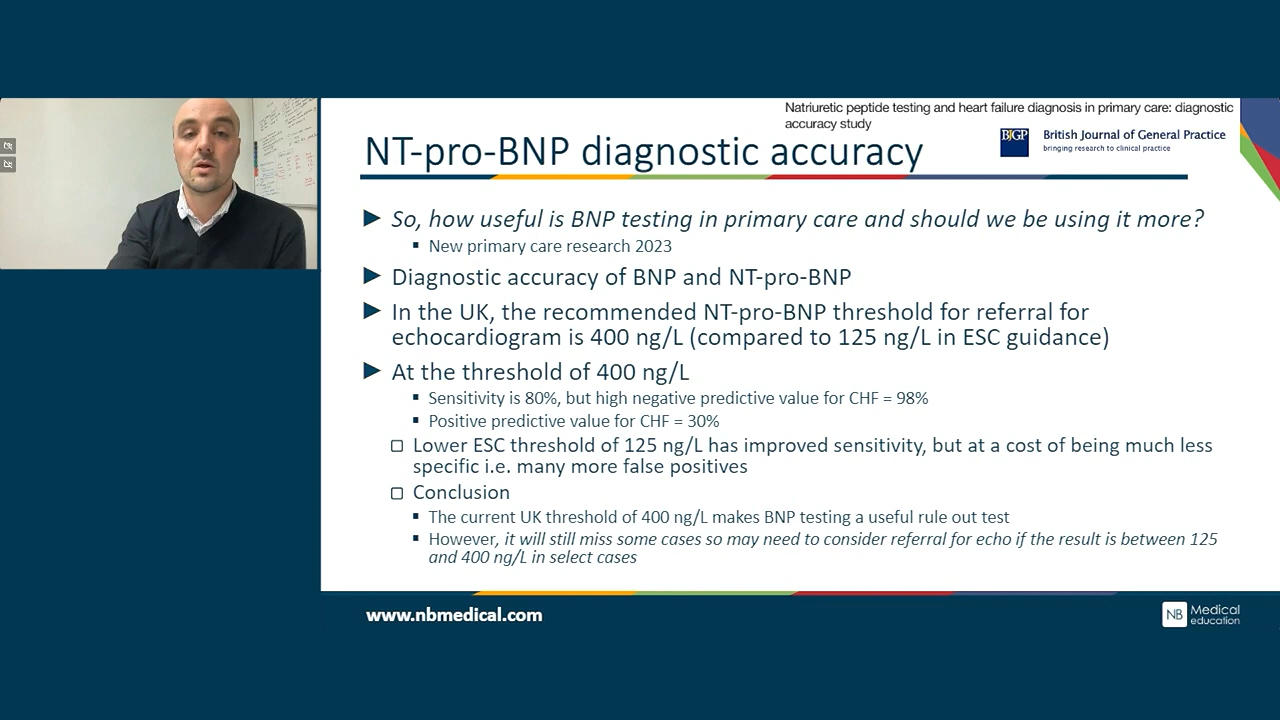 Natriuretic peptide testing and heart failure diagnosis in primary care: diagnostic
accuracy study
BJGP
British Journal of General Practice
bringing research to clinical practice
NT-pro-BNP diagnostic accuracy
So, how useful is BNP testing in primary care and should we be using it more?
New primary care research 2023
Diagnostic accuracy of BNP and NT-pro-BNP
In the UK, the recommended NT-pro-BNP threshold for referral for
echocardiogram is 400 ng/L (compared to 125 ng/L in ESC guidance)
At the threshold of 400 ng/L
Sensitivity is 80%, but high negative predictive value for CHF = 98%
Positive predictive value for CHF = 30%
Lower ESC threshold of 125 ng/L has improved sensitivity, but at a cost of being much less
specific i.e. many more false positives
Conclusion
The current UK threshold of 400 ng/L makes BNP testing a useful rule out test
However, it will still miss some cases so may need to consider referral for echo if the result is between 125
and 400 ng/L in select cases
www.nbmedical.com
NB Medical
education